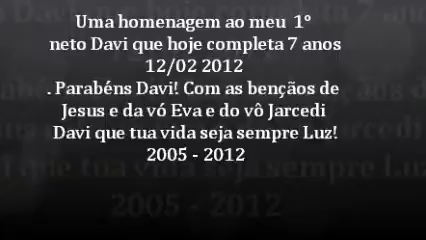 Uma homenagem ao meu 1º
neto Davi que hoje completa 7 anos
12/02 2012
. Parabéns Davi! Com as bençãos de
Jesus e da vó Eva e do vô Jarcedi
Davi que tua vida seja sempre Luz!
2005 - 2012